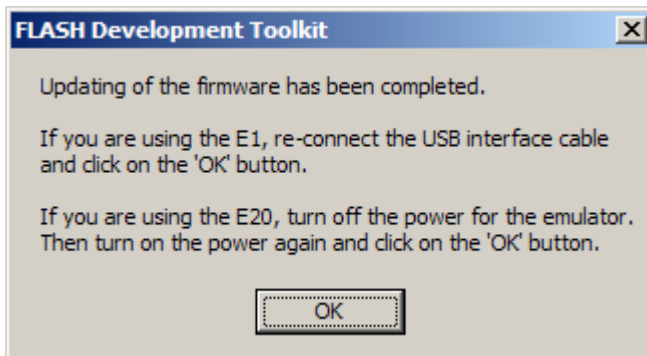 FLASH Development Toolkit
Updating of the firmware has been completed.
If you are using the E1, re-connect the USB interface cable
and click on the 'OK' button.
If you are using the E20, turn off the power for the emulator.
Then turn on the power again and click on the 'OK' button.
OK